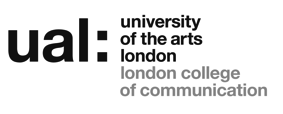 ual:
university
of the arts
london
london college
of communication